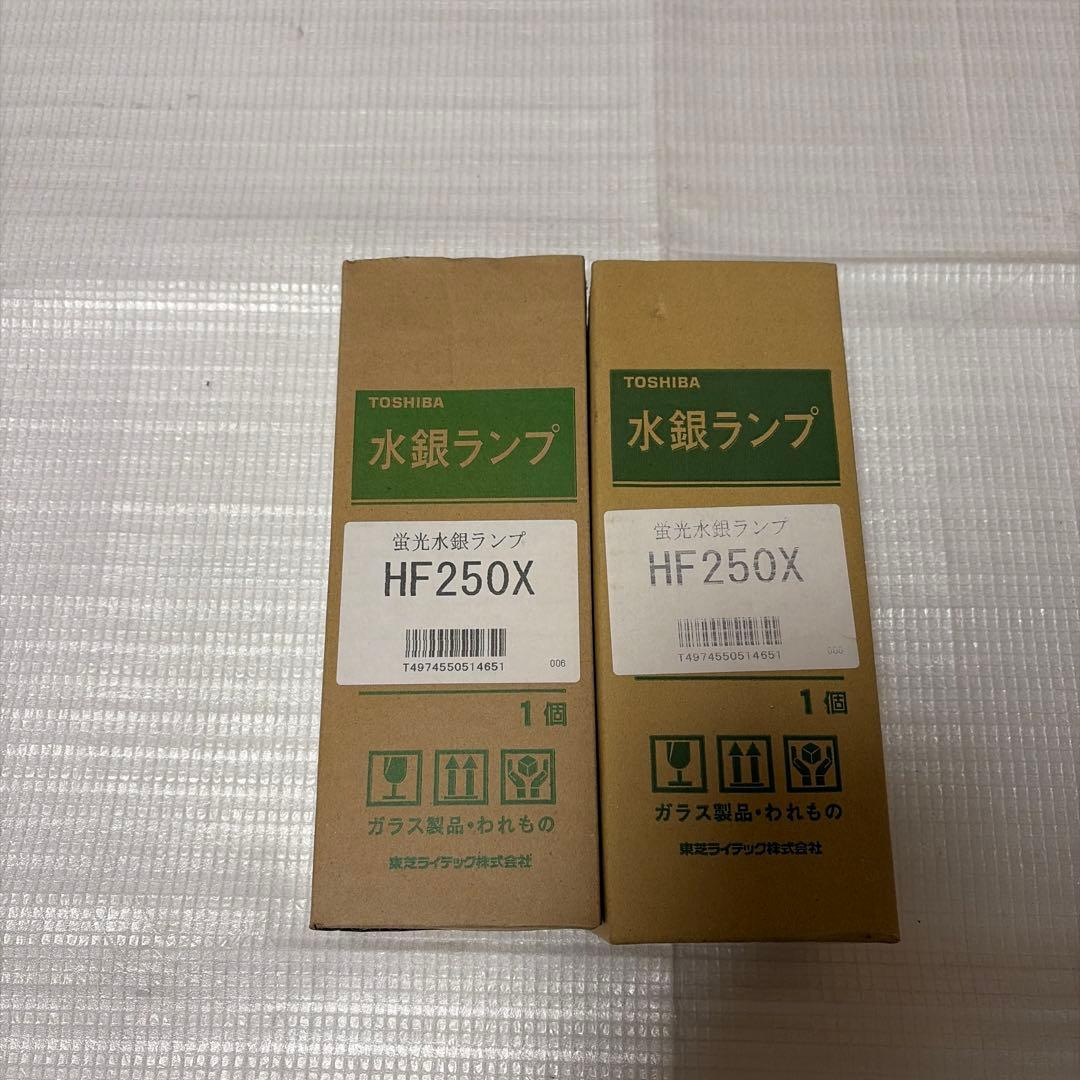 TOSHIBA
水銀ランプ
蛍光水銀ランプ
HF250X
T4974550514651
006
1個
ガラス製品・われもの
東芝ライテック株式会社
TOSHIBA
水銀ランプ
蛍光水銀ランプ
HF250X
T4974550514651
1個
ガラス製品・われもの
東芝ライテック株式会社